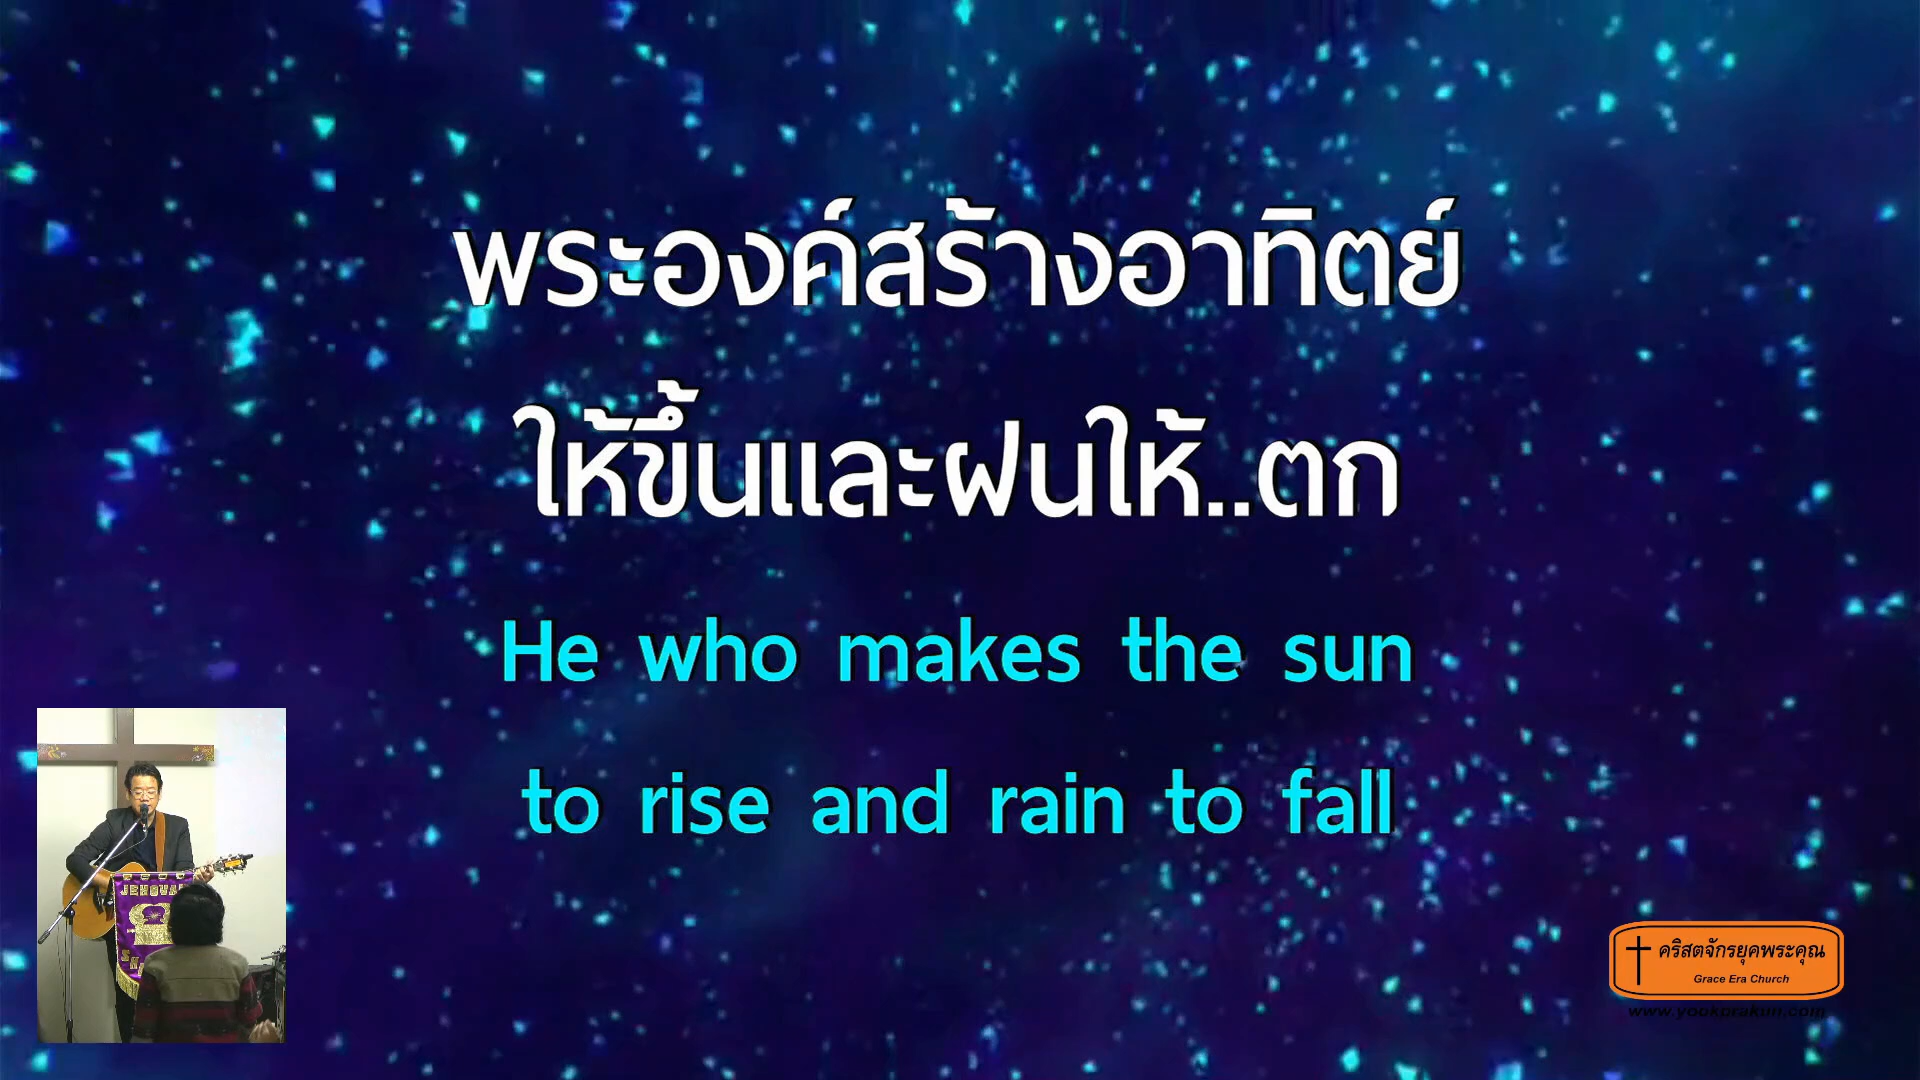 พระองค์สร้างอาทิตย์
ให้ขึ้นและฝนให้..ตก
He who makes the sun
to rise and rain to fall
JEHOVA
คริสตจักรยุคพระคุณ
Grace Era Church
www.yookprakun.com